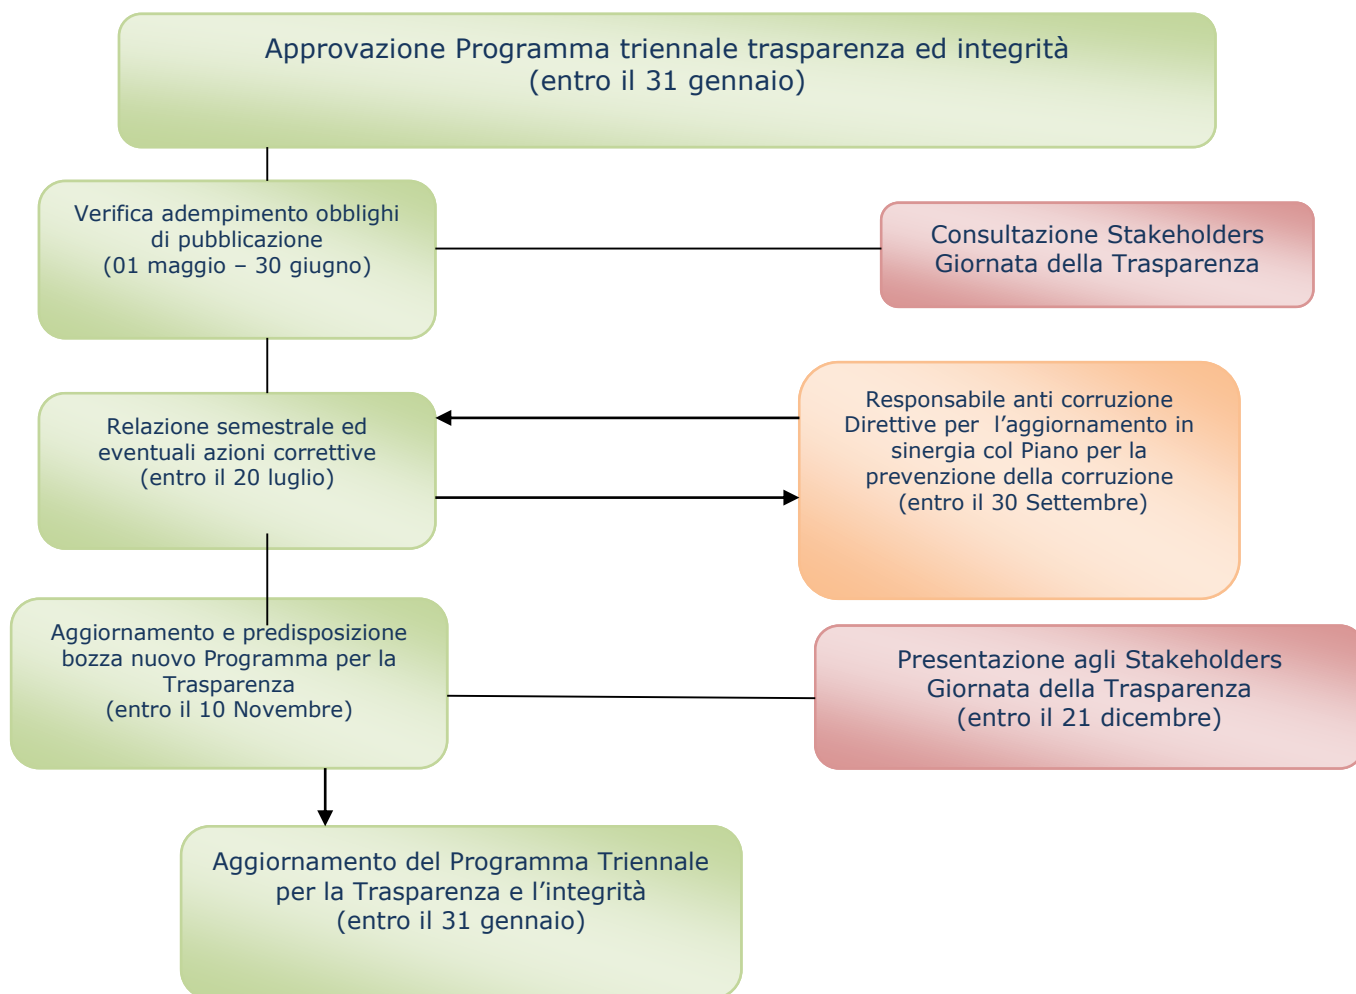 Approvazione Programma triennale trasparenza ed integrità
(entro il 31 gennaio)
Verifica adempimento obblighi
di pubblicazione
(01 maggio – 30 giugno)
Consultazione Stakeholders
Giornata della Trasparenza
Relazione semestrale ed
eventuali azioni correttive
(entro il 20 luglio)
Responsabile anti corruzione
Direttive per  l’aggiornamento in
sinergia col Piano per la
prevenzione della corruzione
(entro il 30 Settembre)
Aggiornamento e predisposizione
bozza nuovo Programma per la
Trasparenza
(entro il 10 Novembre)
Presentazione agli Stakeholders
Giornata della Trasparenza
(entro il 21 dicembre)
Aggiornamento del Programma Triennale
per la Trasparenza e l’integrità
(entro il 31 gennaio)